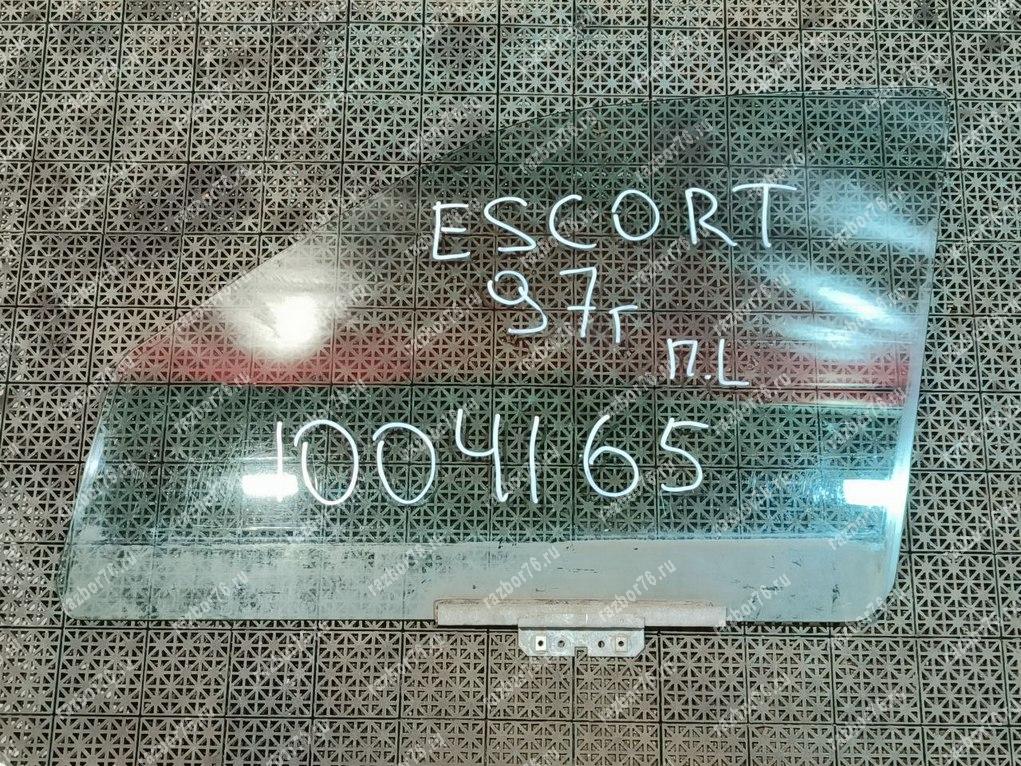 ESCORT
97г
П.L
1004165
razbor76.ru